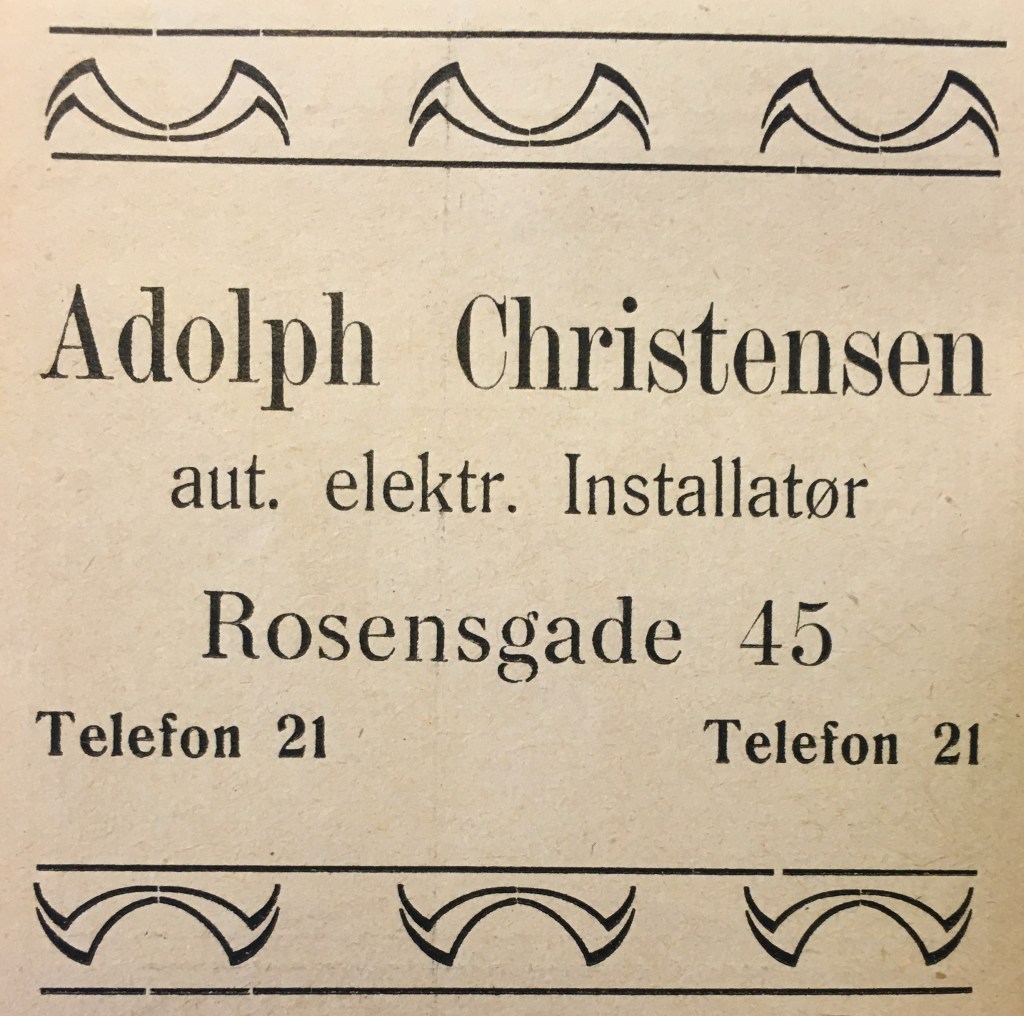 Adolph Christensen
aut. elektr. Installatør
Rosensgade 45
Telefon 21 Telefon 21